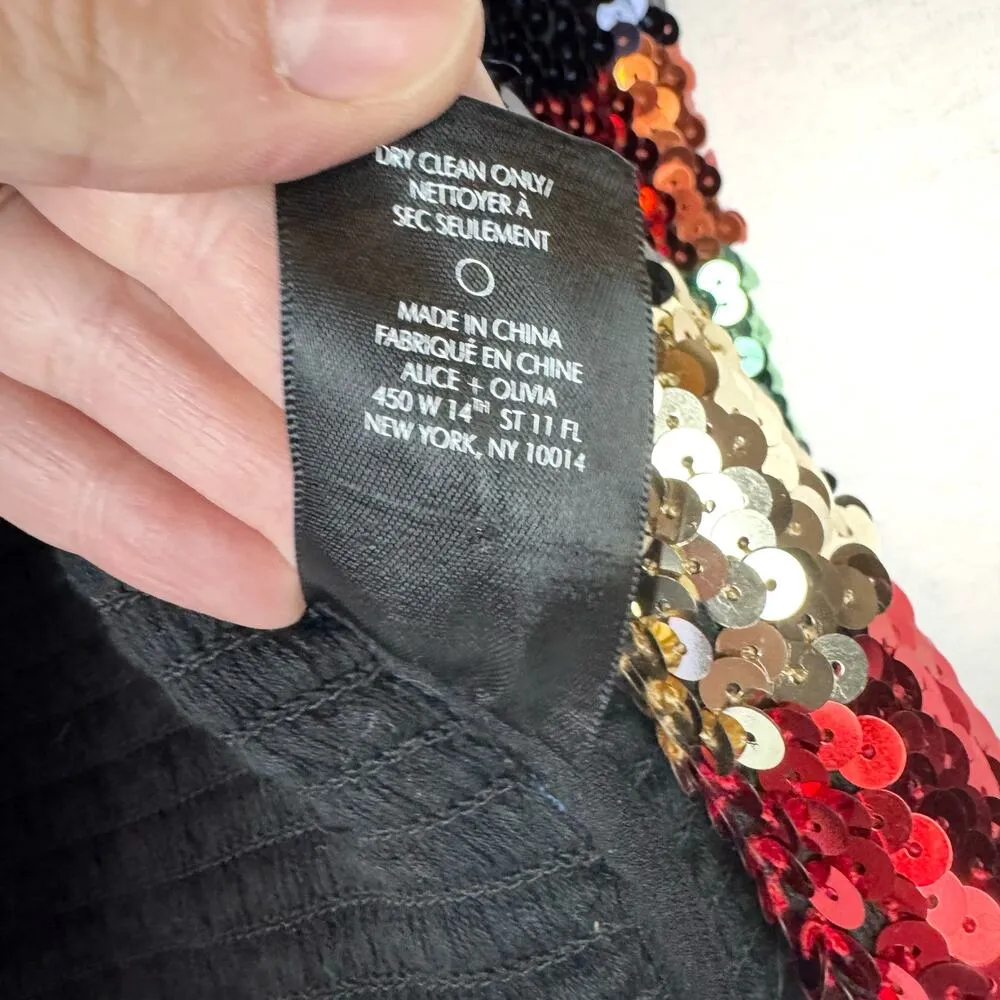 DRY CLEAN ONLY/
NETTOYER À
SEC SEULEMENT
MADE IN CHINA
FABRIQUÉ EN CHINE
ALICE + OLIVIA
450 W 14TH ST 11 FL
NEW YORK, NY 10014